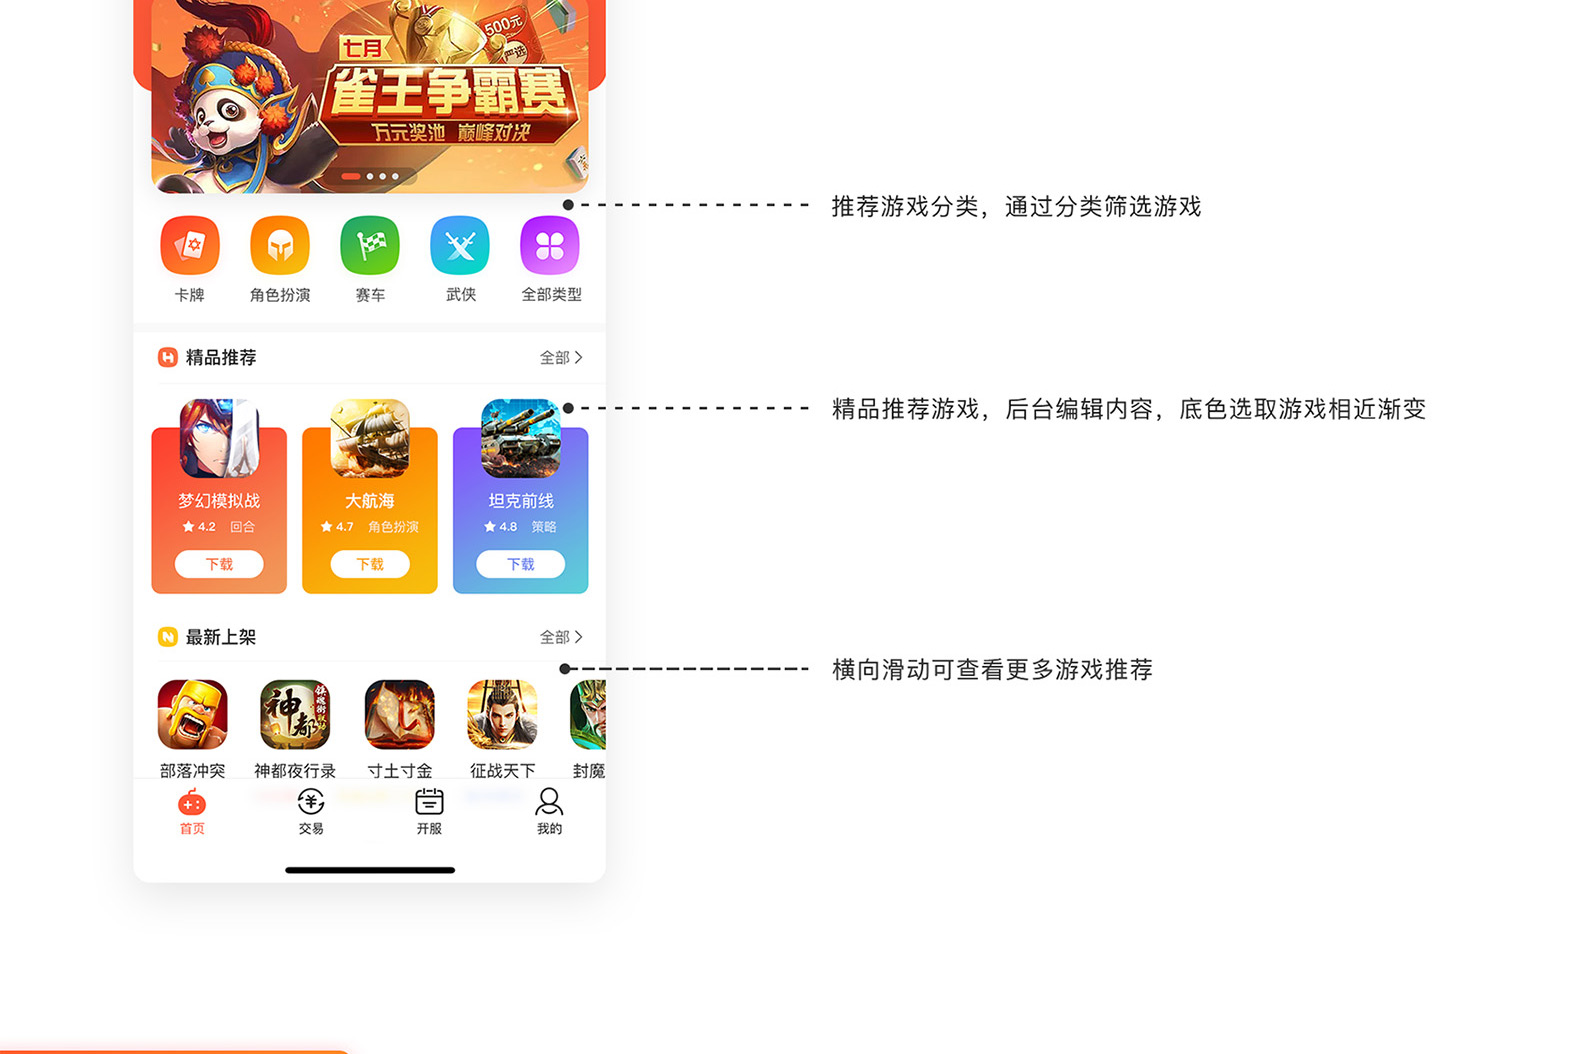 500元
严选
七月
雀王争霸赛
万元奖池 巅峰对决
推荐游戏分类，通过分类筛选游戏
卡牌 角色扮演 赛车 武侠 全部类型
精品推荐 全部
精品推荐游戏，后台编辑内容，底色选取游戏相近渐变
梦幻模拟战 大航海 坦克前线
4.2 回合 4.7 角色扮演 4.8 策略
下载 下载 下载
N 最新上架 全部
横向滑动可查看更多游戏推荐
神都
部落冲突 神都夜行录 寸土寸金 征战天下 封魔
首页 交易 开服 我的